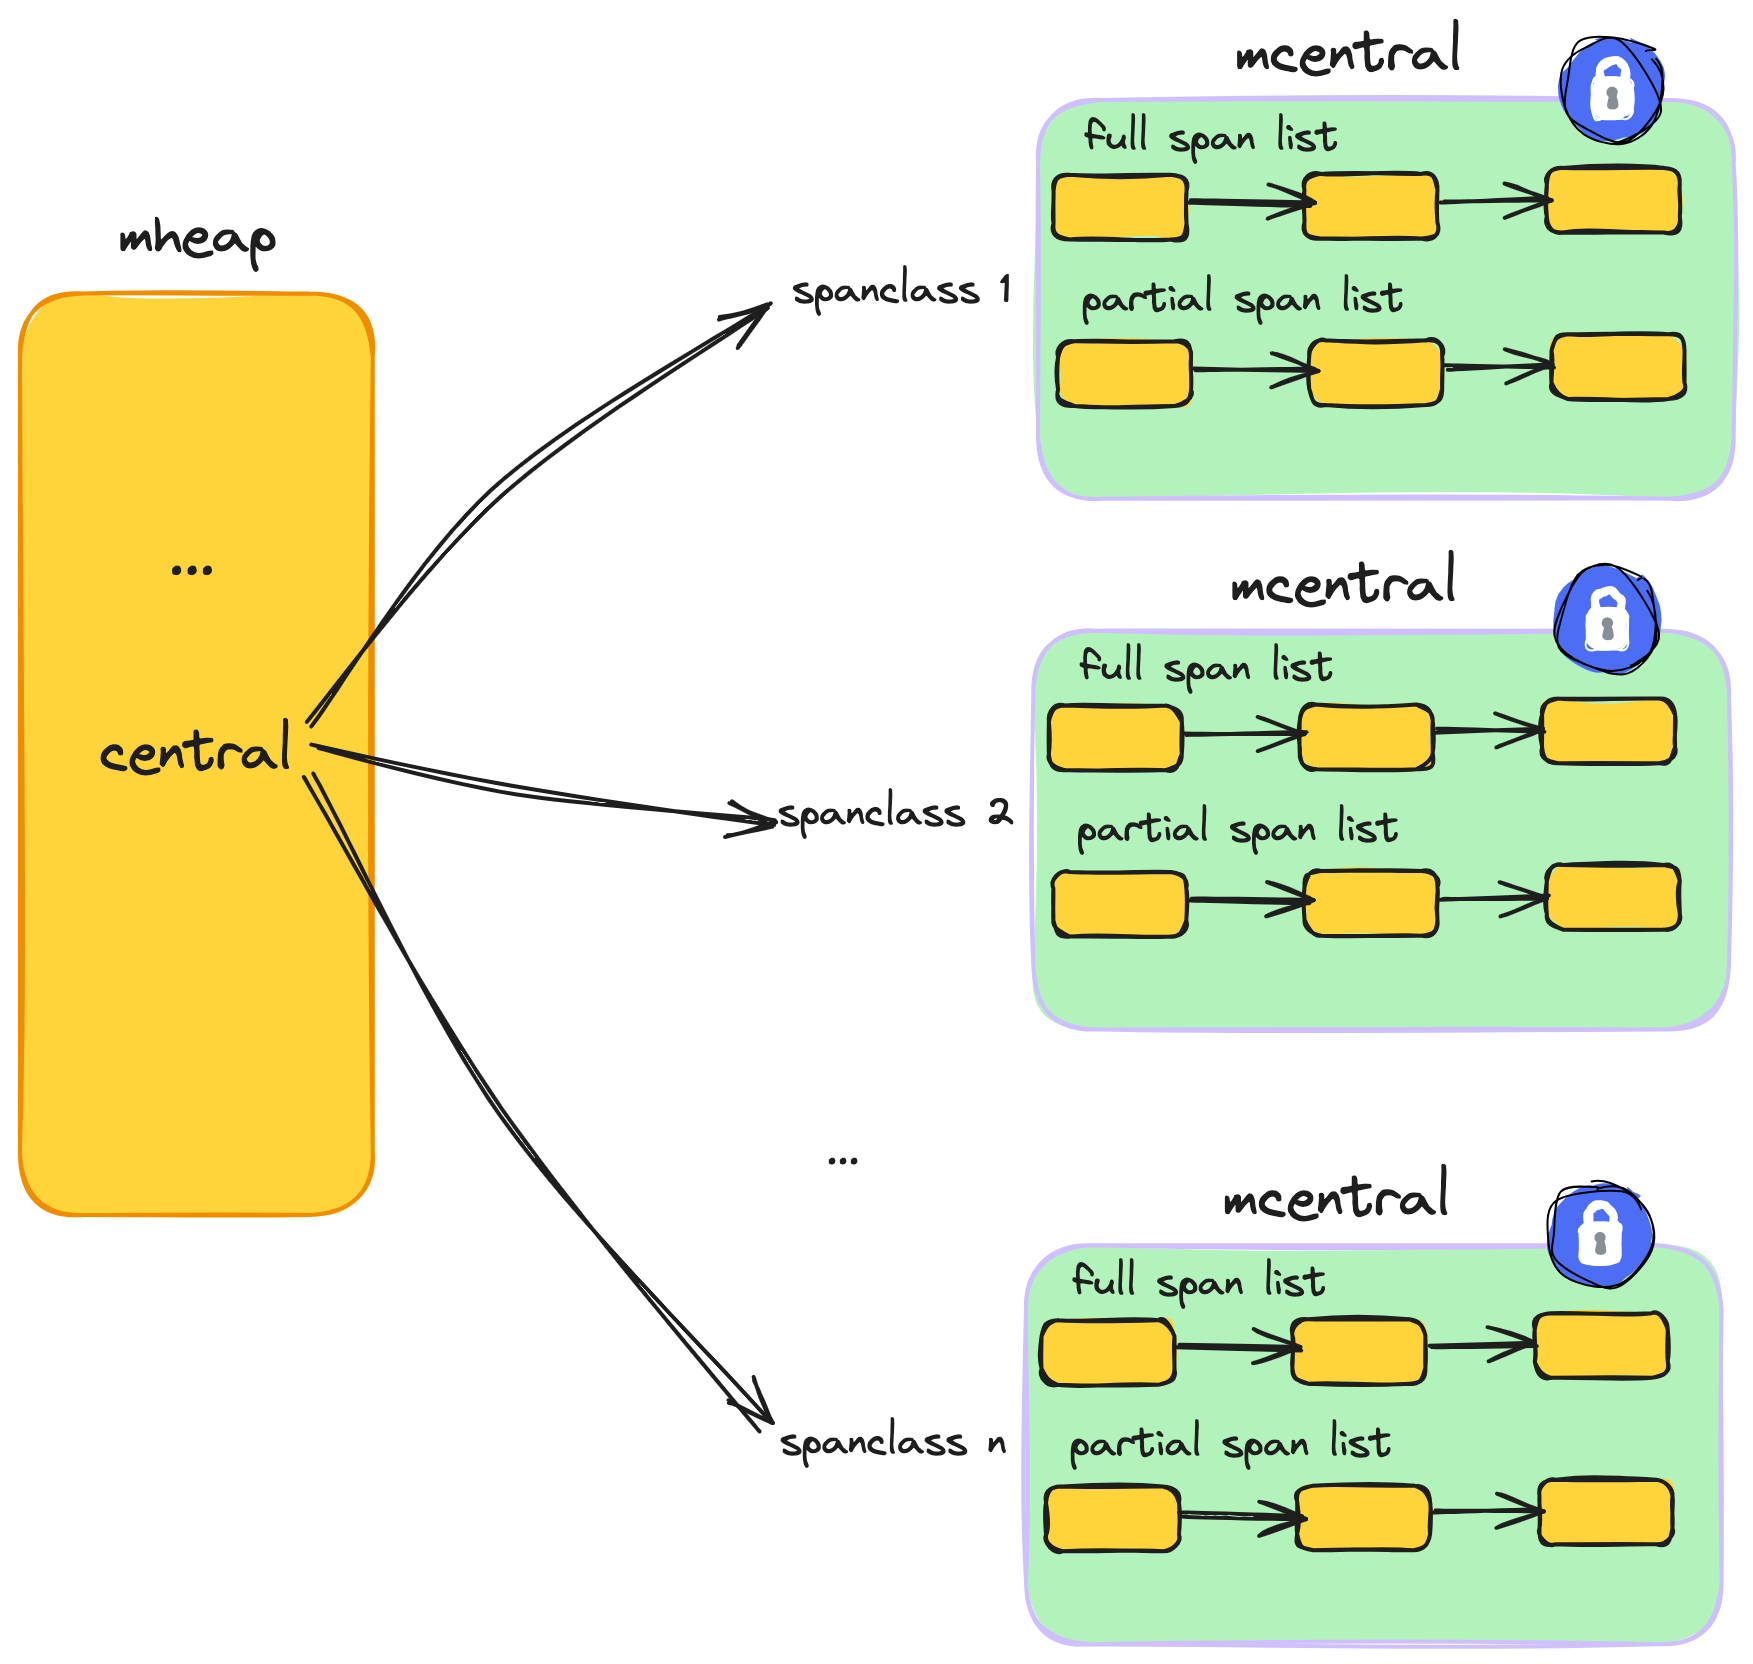 mheap
...
central
spanclass 1
mcentral
full span list
partial span list
spanclass 2
mcentral
full span list
partial span list
...
spanclass n
mcentral
full span list
partial span list